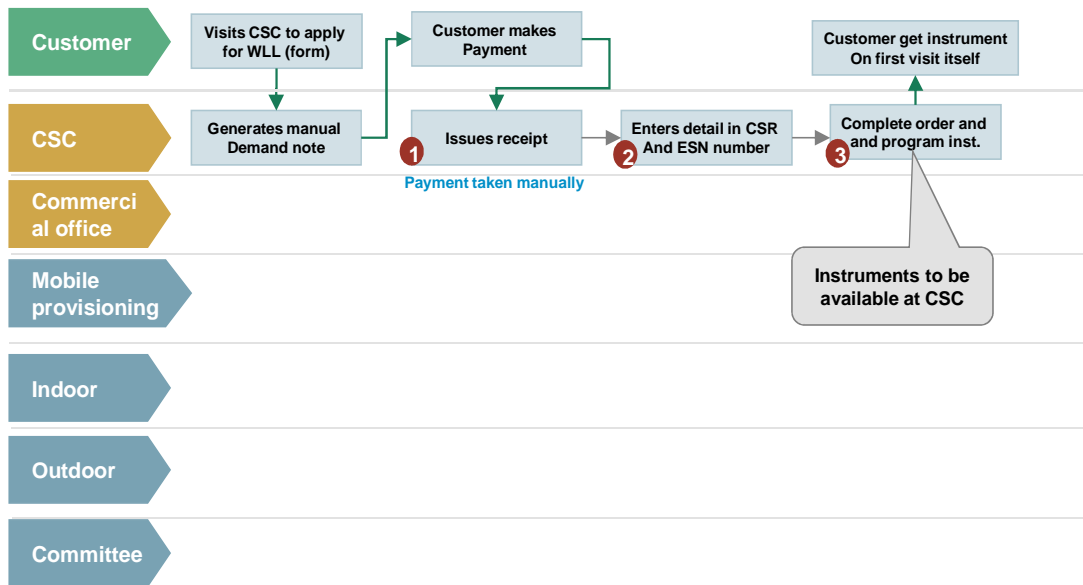 Customer
Visits CSC to apply
for WLL (form)
Customer makes
Payment
Customer get instrument
On first visit itself
CSC
Generates manual
Demand note
1
Issues receipt
Payment taken manually
2
Enters detail in CSR
And ESN number
3
Complete order and
and program inst.
Commerci
al office
Mobile
provisioning
Instruments to be
available at CSC
Indoor
Outdoor
Committee